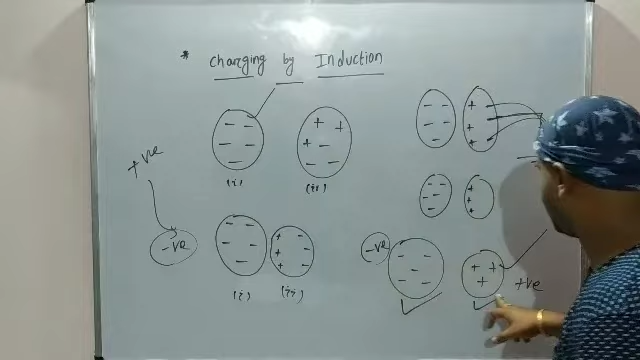 * Charging by Induction
+ve
(i) (ii)
-ve
(i) (ii)
-ve
+ve